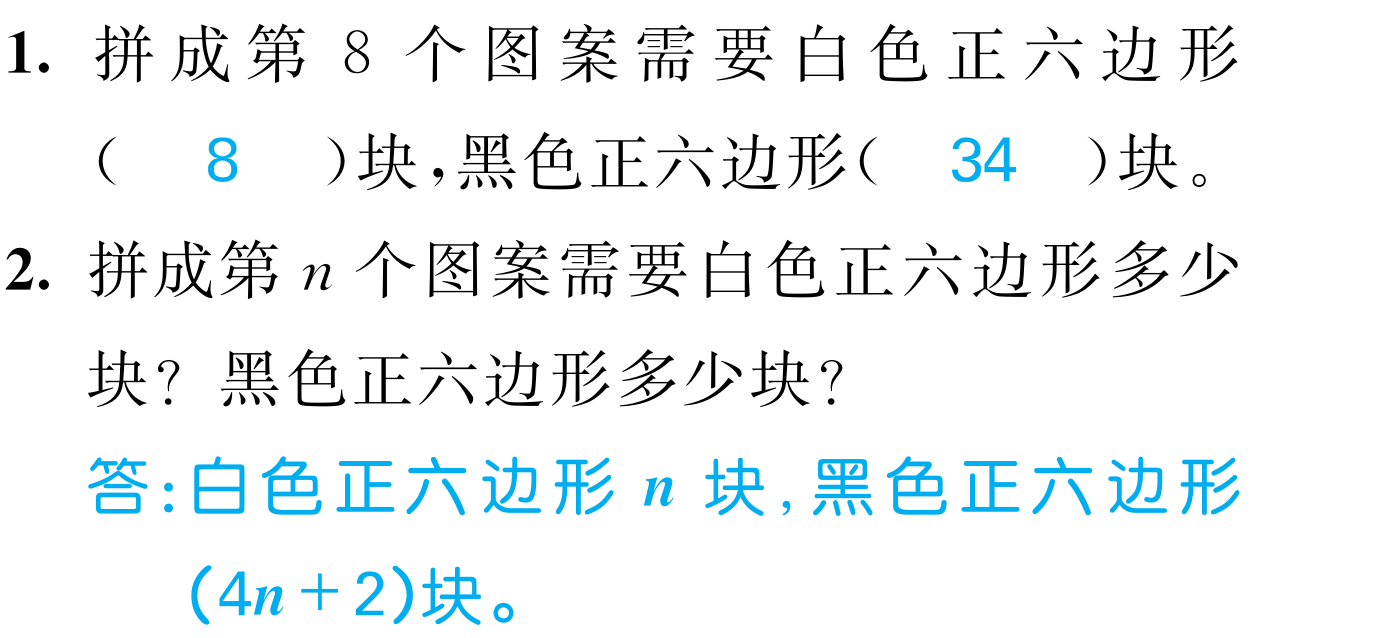 1. 拼成第 8 个图案需要白色正六边形
( 8 )块,黑色正六边形( 34 )块。
2. 拼成第 n 个图案需要白色正六边形多少
块? 黑色正六边形多少块?
答:白色正六边形 n 块,黑色正六边形
(4n+2)块。